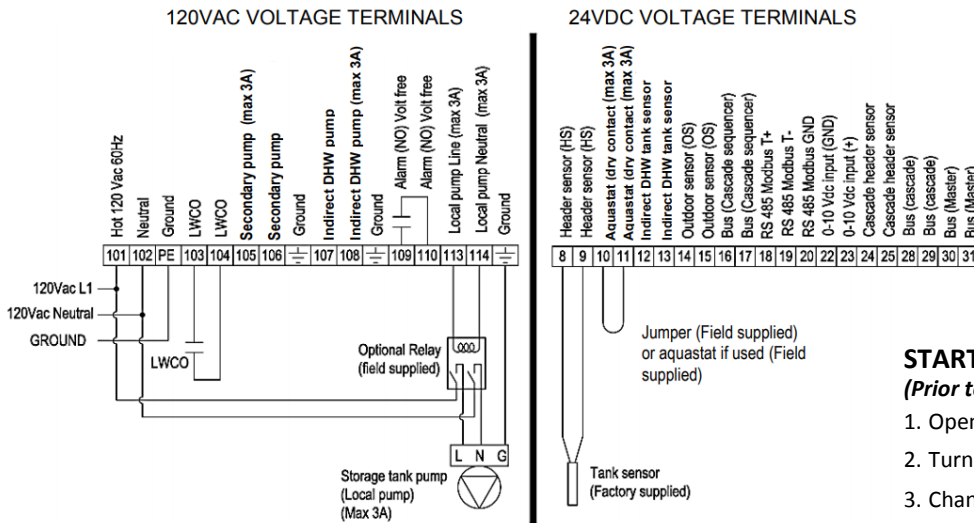 120VAC VOLTAGE TERMINALS
24VDC VOLTAGE TERMINALS
Hot 120 Vac 60Hz
Neutral
Ground
LWCO
LWCO
Secondary pump (max 3A)
Secondary pump
Ground
Indirect DHW pump
Indirect DHW pump (max 3A)
Ground
Alarm (NO) Volt free
Alarm (NO) Volt free
Local pump Line (max 3A)
Local pump Neutral (max 3A)
Ground
Header sensor (HS)
Header sensor (HS)
Aquastat (dry contact (max 3A)
Aquastat (dry contact (max 3A)
Indirect DHW tank sensor
Indirect DHW tank sensor
Outdoor sensor (OS)
Outdoor sensor (OS)
Bus (Cascade sequencer)
Bus (Cascade sequencer)
RS 485 Modbus T+
RS 485 Modbus T-
RS 485 Modbus GND
0-10 Vdc input (GND)
0-10 Vdc input (+)
Cascade header sensor
Cascade header sensor
Bus (cascade)
Bus (cascade)
Bus (Master)
Bus (Master)
101 102 PE 103 104 105 106 107 108 109 110 113 114
8 9 10 11 12 13 14 15 16 17 18 19 20 22 23 24 25 28 29 30 31
120Vac L1
120Vac Neutral
GROUND
LWCO
Optional Relay
(field supplied)
L N G
Storage tank pump
(Local pump)
(Max 3A)
Jumper (Field supplied)
or aquastat if used (Field
supplied)
Tank sensor
(Factory supplied)
START
(Prior t
1. Oper
2. Turn
3. Chan